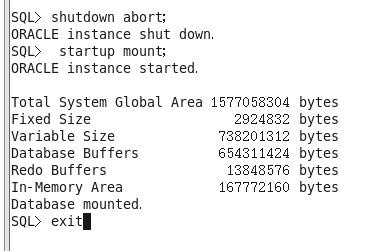 SQL> shutdown abort;
ORACLE instance shut down.
SQL>  startup mount;
ORACLE instance started.

Total System Global Area 1577058304 bytes
Fixed Size                  2924832 bytes
Variable Size             738201312 bytes
Database Buffers          654311424 bytes
Redo Buffers               13848576 bytes
In-Memory Area            167772160 bytes
Database mounted.
SQL> exit